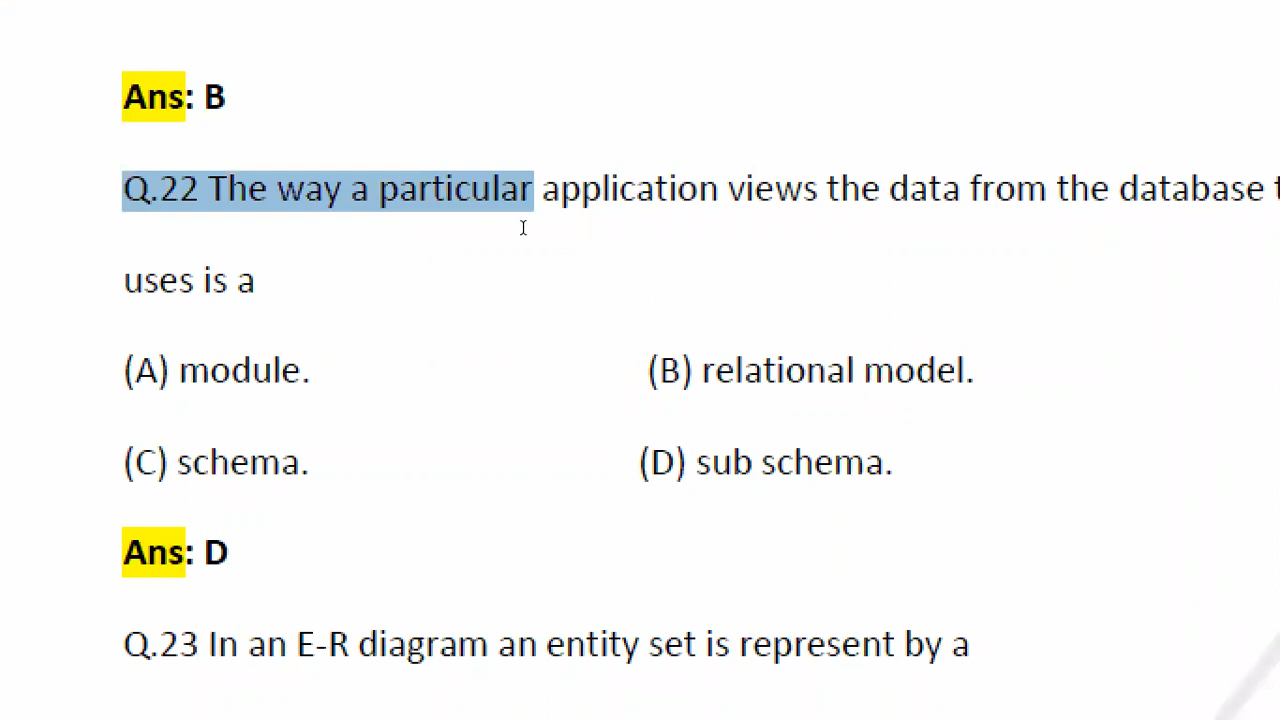 Ans: B
Q.22 The way a particular application views the data from the database
uses is a
(A) module. (B) relational model.
(C) schema. (D) sub schema.
Ans: D
Q.23 In an E-R diagram an entity set is represent by a